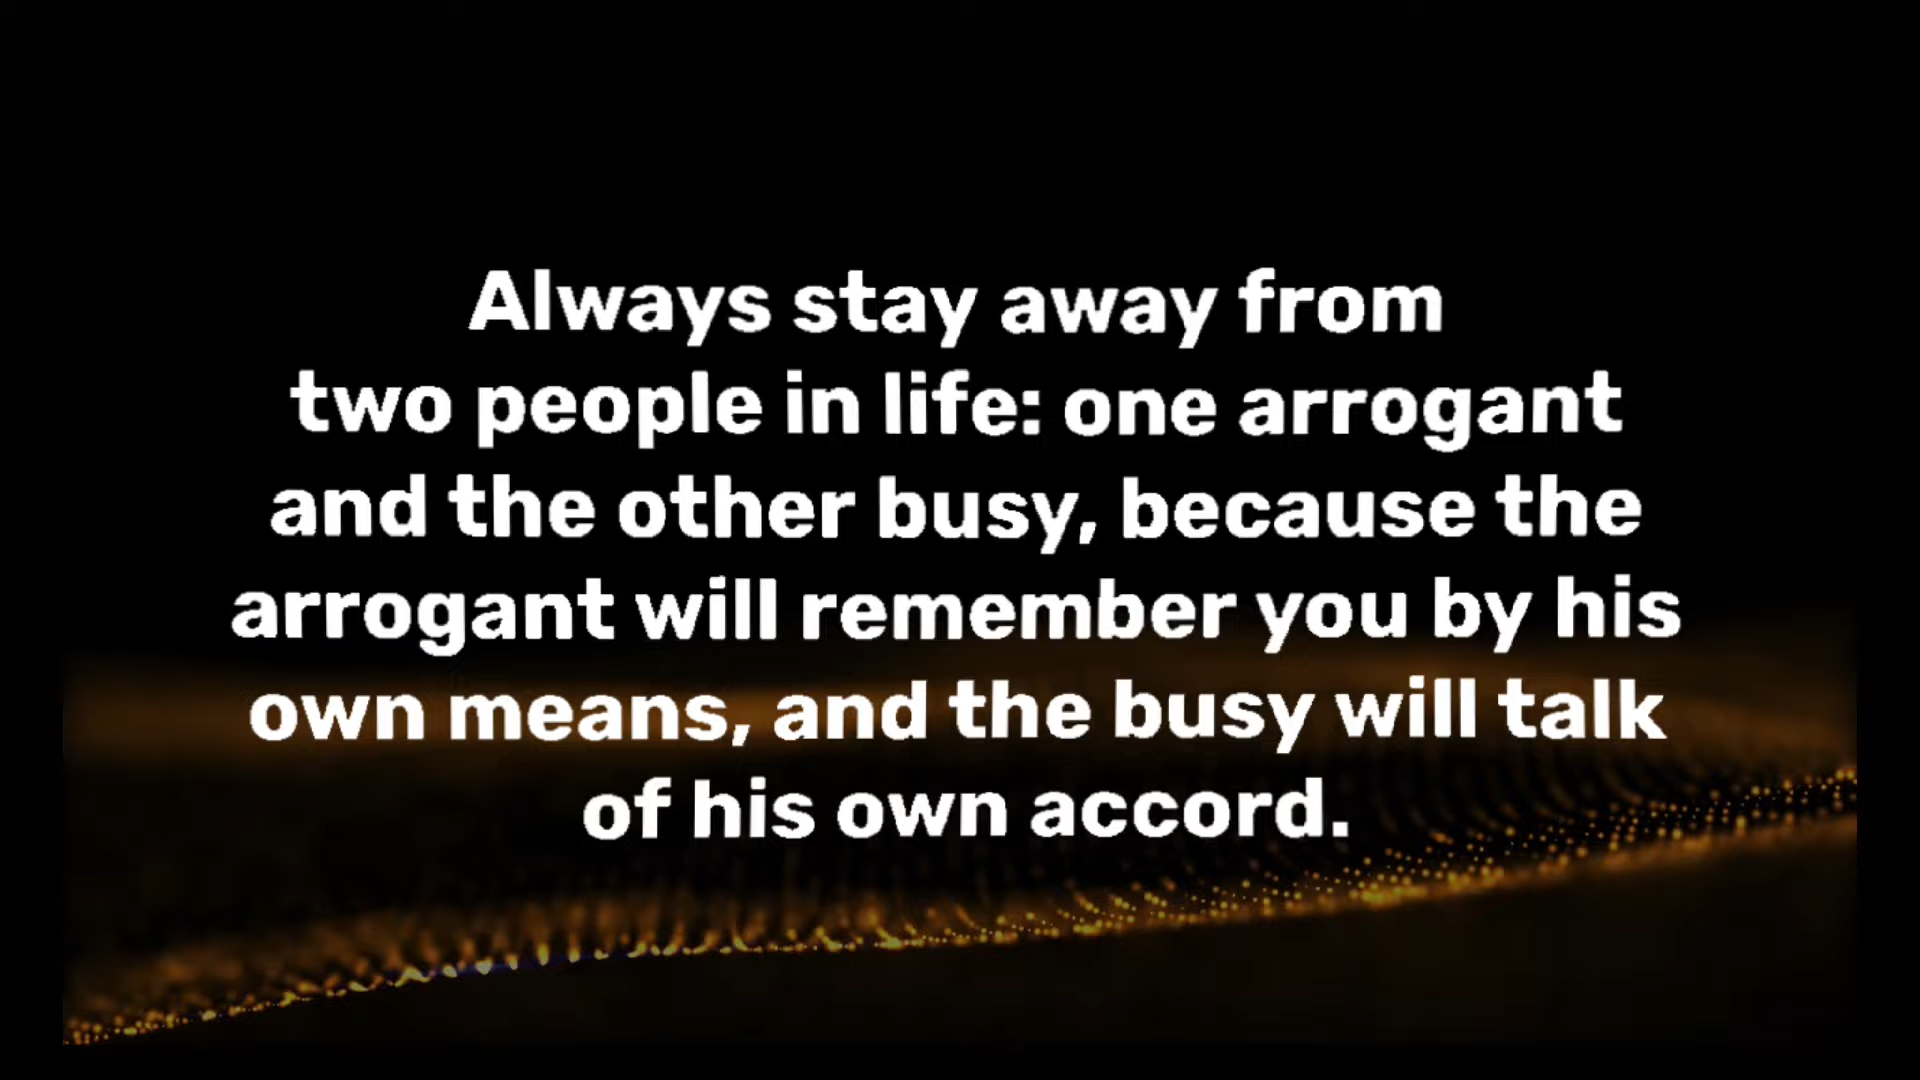 Always stay away from
two people in life: one arrogant
and the other busy, because the
arrogant will remember you by his
own means, and the busy will talk
of his own accord.